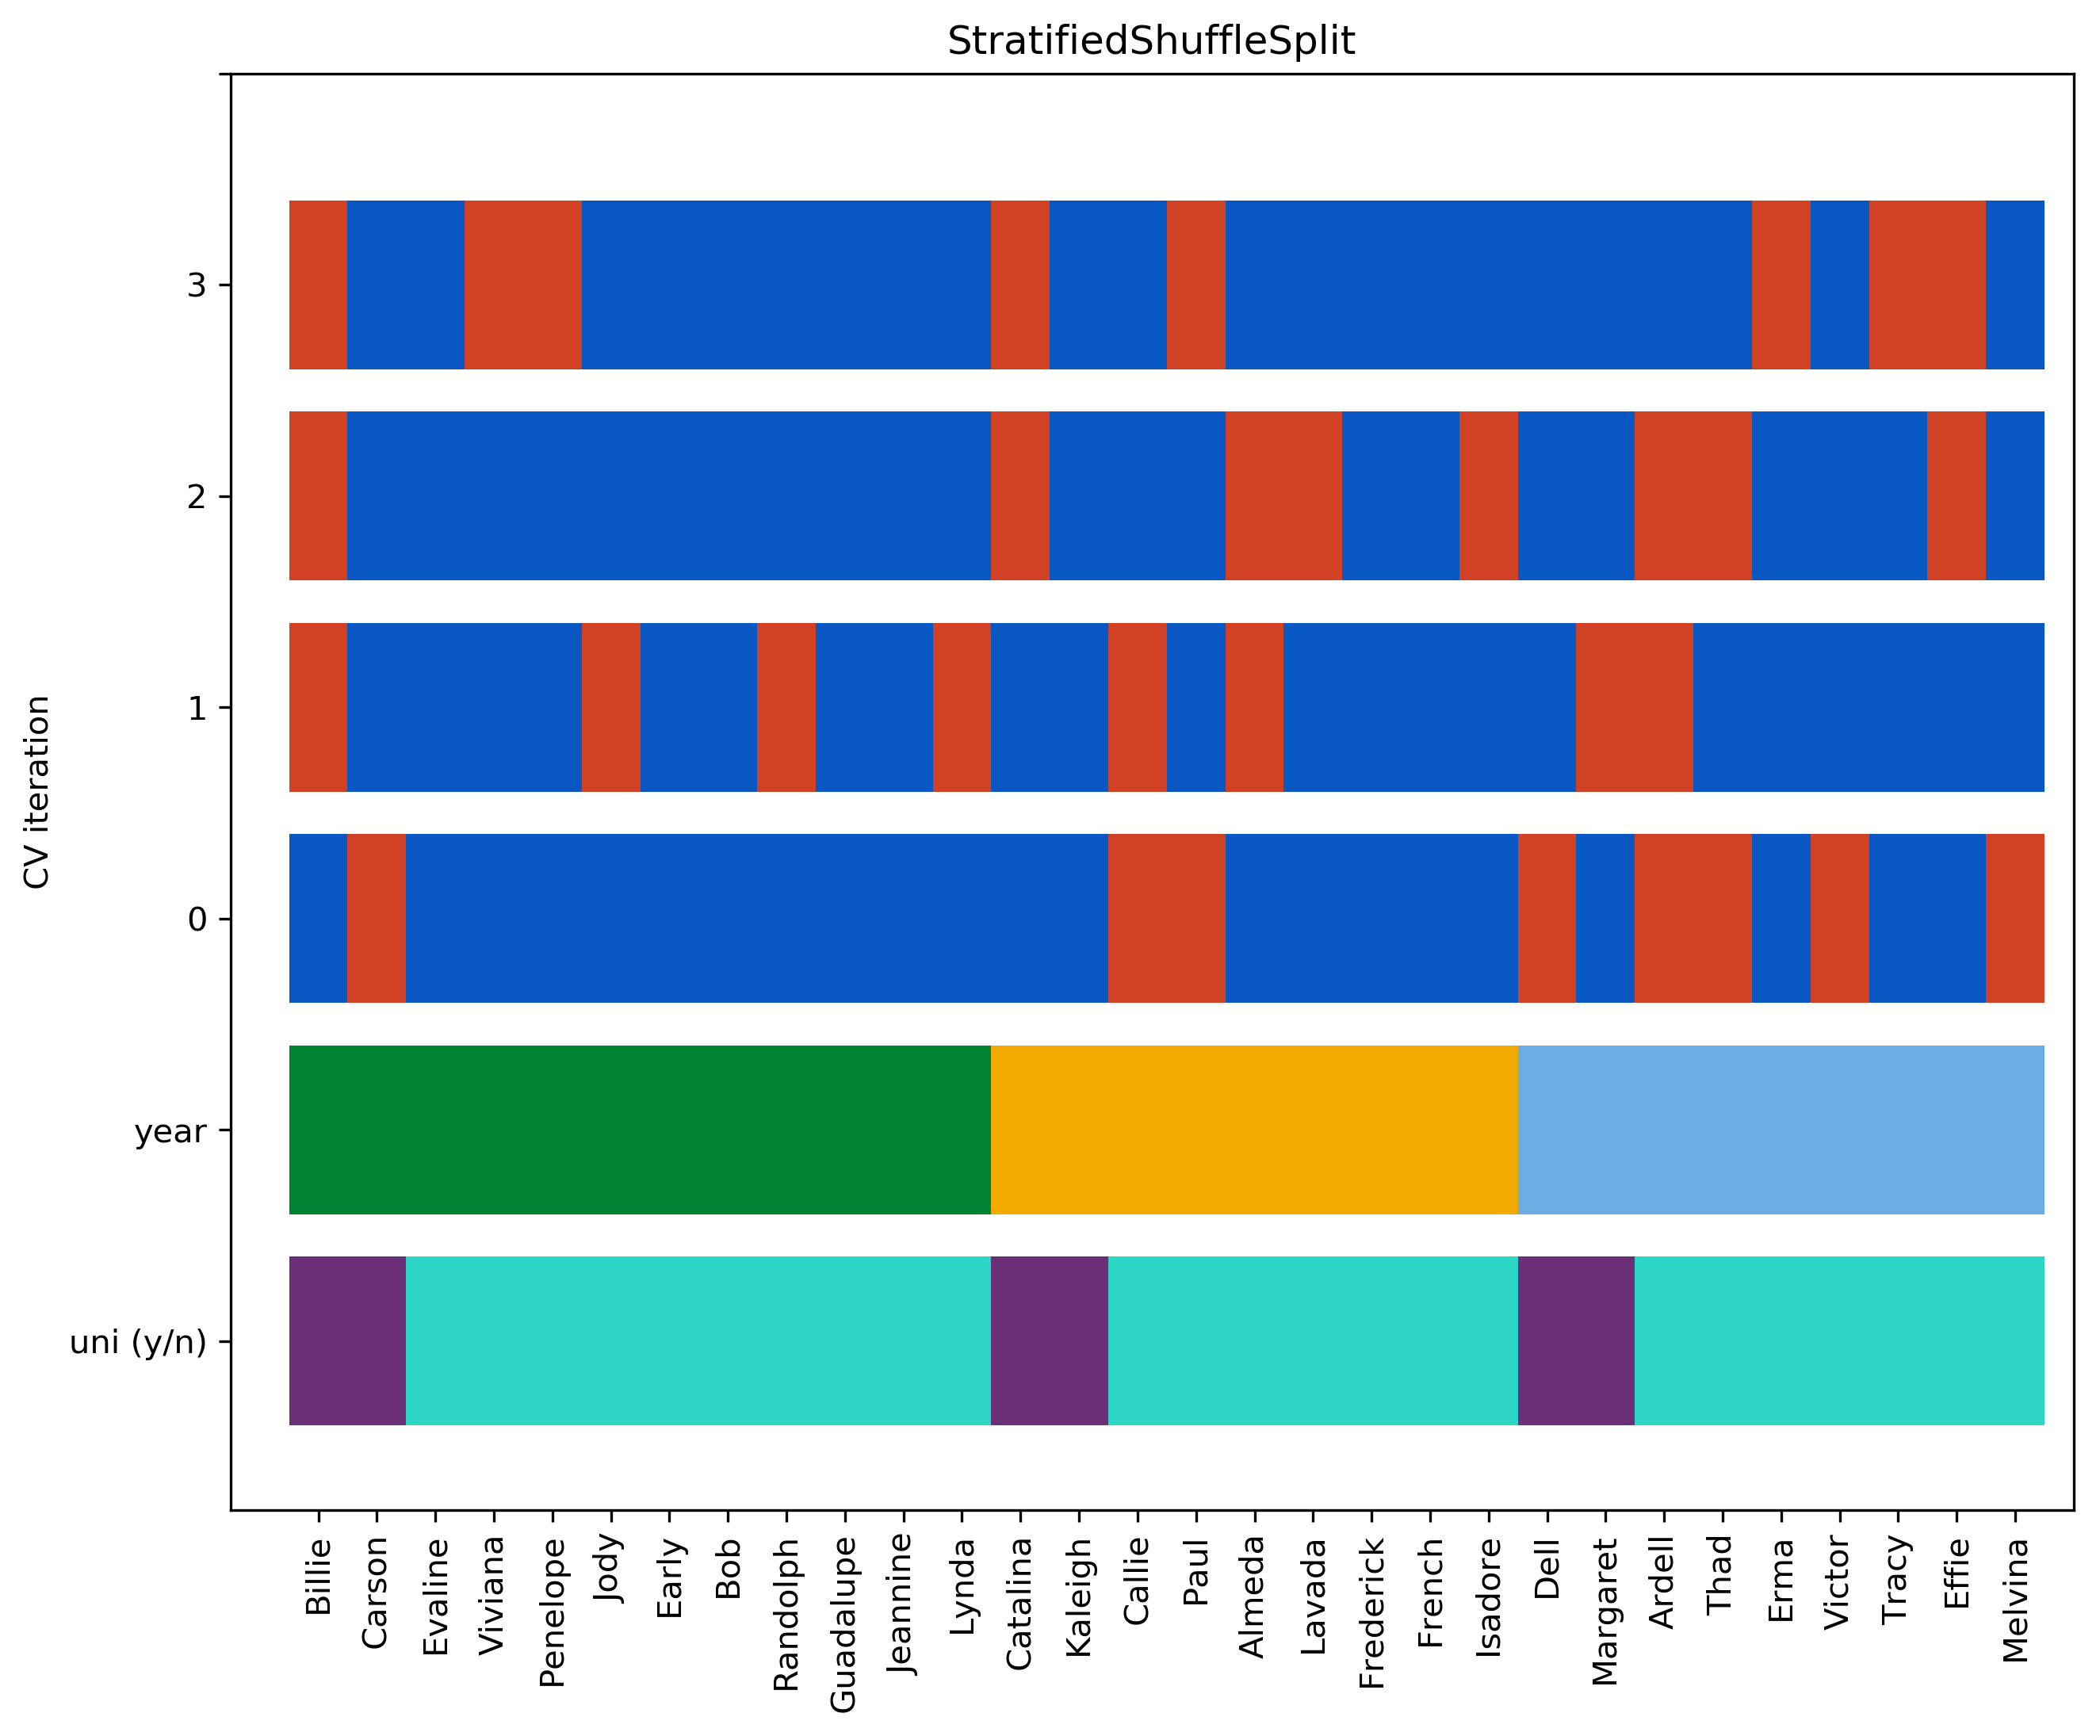 StratifiedShuffleSplit
CV iteration
3
2
1
0
year
uni (y/n)
Billie
Carson
Evaline
Viviana
Penelope
Jody
Early
Bob
Randolph
Guadalupe
Jeannine
Lynda
Catalina
Kaleigh
Callie
Paul
Almeda
Lavada
Frederick
French
Isadore
Dell
Margaret
Ardell
Thad
Erma
Victor
Tracy
Effie
Melvina